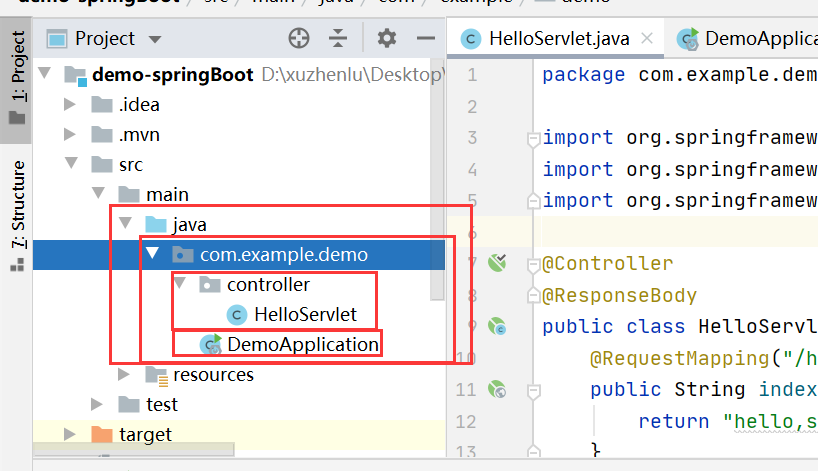 demo-springBoot src main java com example demo
1: Project
7: Structure
Project
demo-springBoot D:\xuzhenlu\Desktop\
.idea
.mvn
src
main
java
com.example.demo
controller
HelloServlet
DemoApplication
resources
test
target
HelloServlet.java DemoApplica
1 package com.example.dem
2
3 import org.springframew
4 import org.springframew
5 import org.springframew
6
7 @Controller
8 @ResponseBody
9 public class HelloServl
10 @RequestMapping("/h
11 public String index
12 return "hello,s
13 }